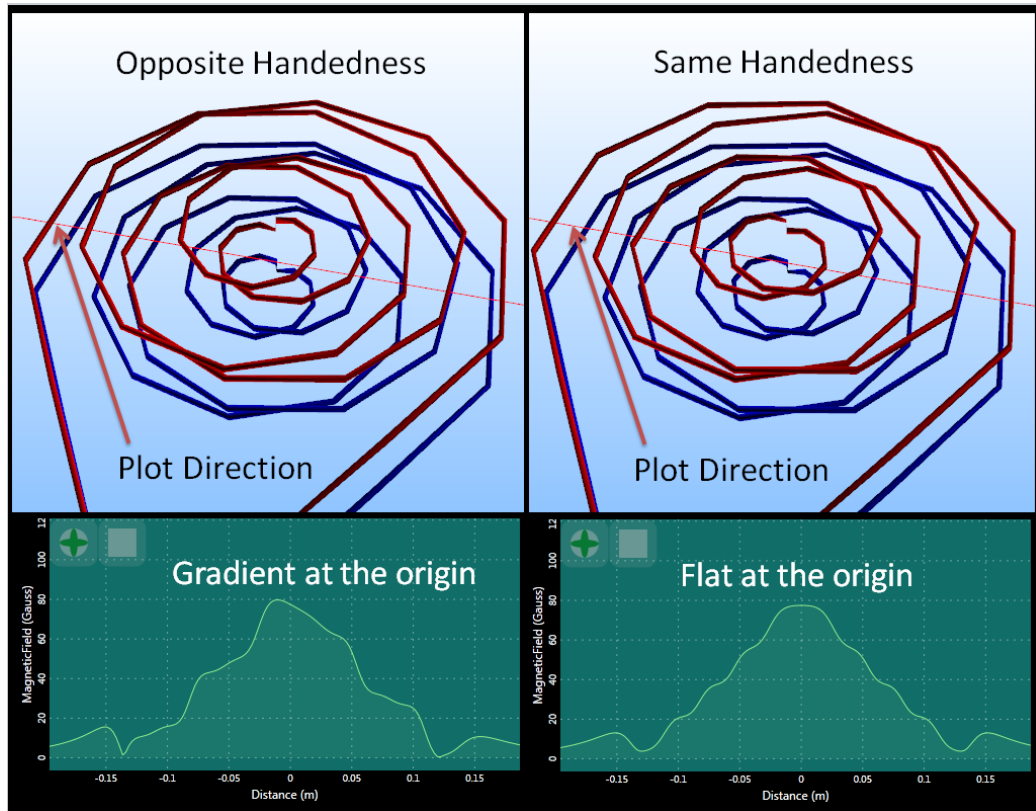 Opposite Handedness
Same Handedness
Plot Direction
Plot Direction
Gradient at the origin
MagneticField (Gauss)
12
100
80
60
40
20
0
-0.15
-0.1
-0.05
0
0.05
0.1
0.15
Distance (m)
Flat at the origin
MagneticField (Gauss)
12
100
80
60
40
20
0
-0.15
-0.1
-0.05
0
0.05
0.1
0.15
Distance (m)